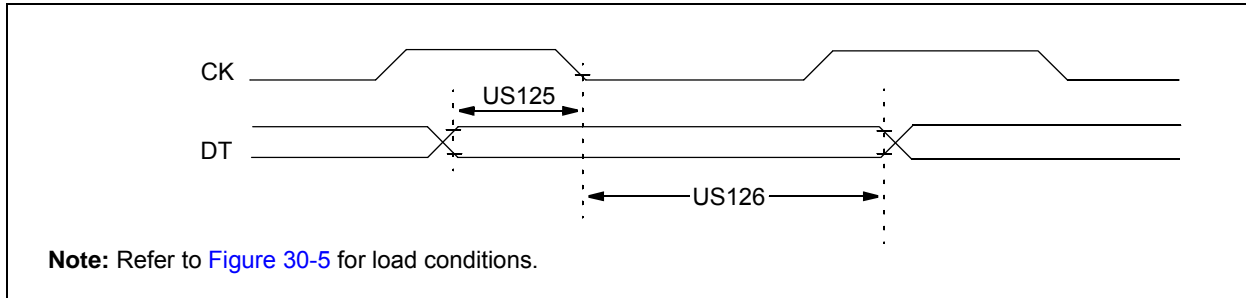 CK
US125
DT
US126
Note: Refer to Figure 30-5 for load conditions.